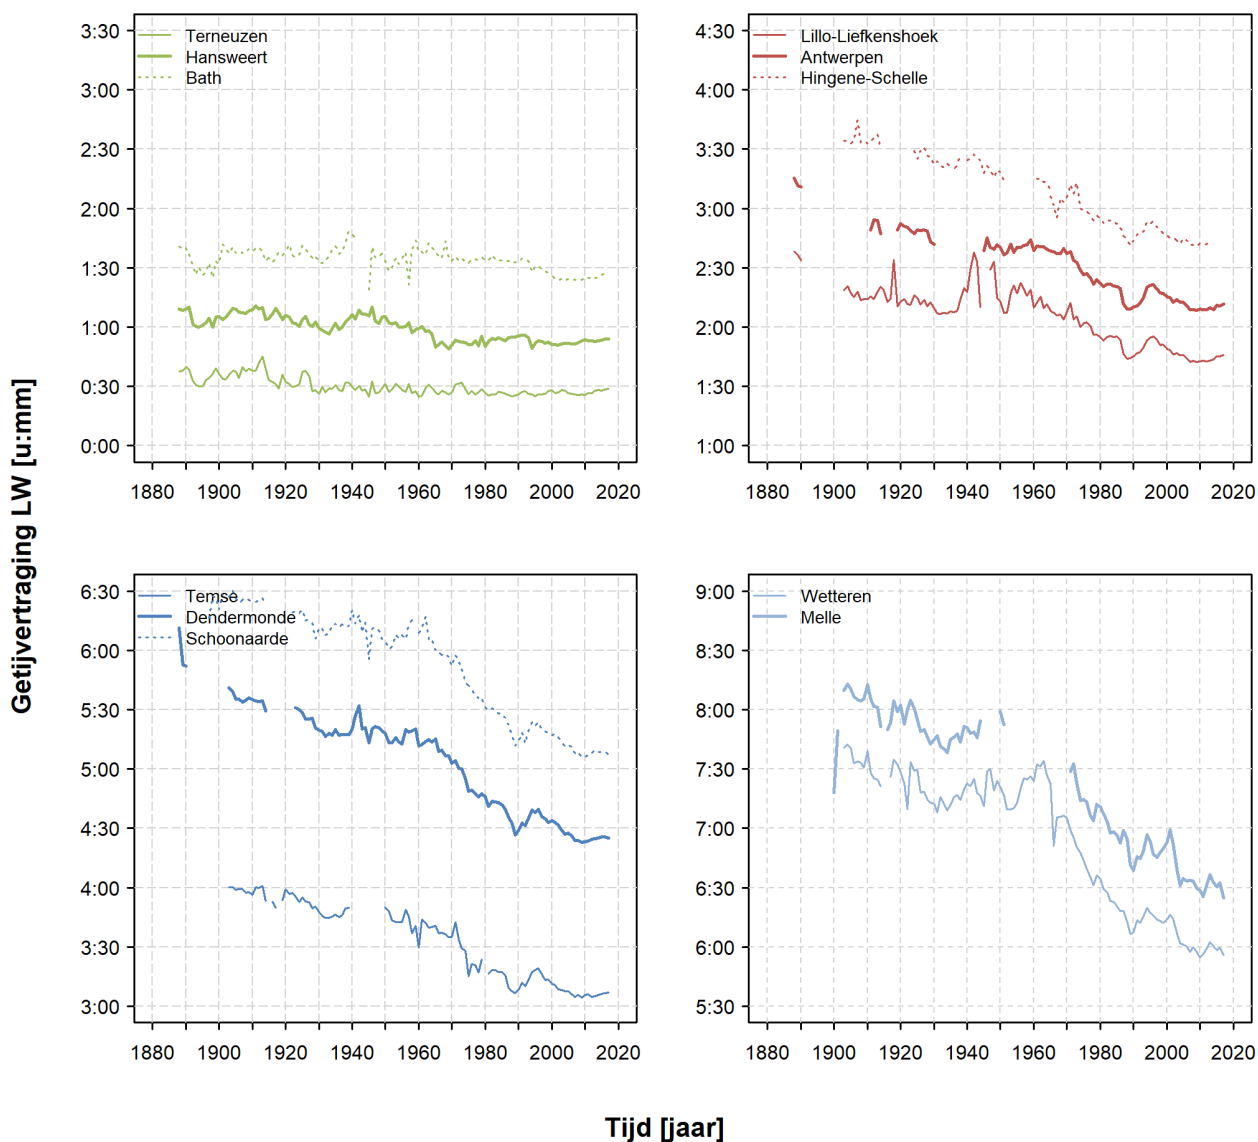 Getijvertraging LW [u:mm]
3:30
3:00
2:30
2:00
1:30
1:00
0:30
0:00
Terneuzen
Hansweert
Bath
1880 1900 1920 1940 1960 1980 2000 2020
4:30
4:00
3:30
3:00
2:30
2:00
1:30
1:00
Lillo-Liefkenshoek
Antwerpen
Hingene-Schelle
1880 1900 1920 1940 1960 1980 2000 2020
6:30
6:00
5:30
5:00
4:30
4:00
3:30
3:00
Temse
Dendermonde
Schoonaarde
1880 1900 1920 1940 1960 1980 2000 2020
9:00
8:30
8:00
7:30
7:00
6:30
6:00
5:30
Wetteren
Melle
1880 1900 1920 1940 1960 1980 2000 2020
Tijd [jaar]